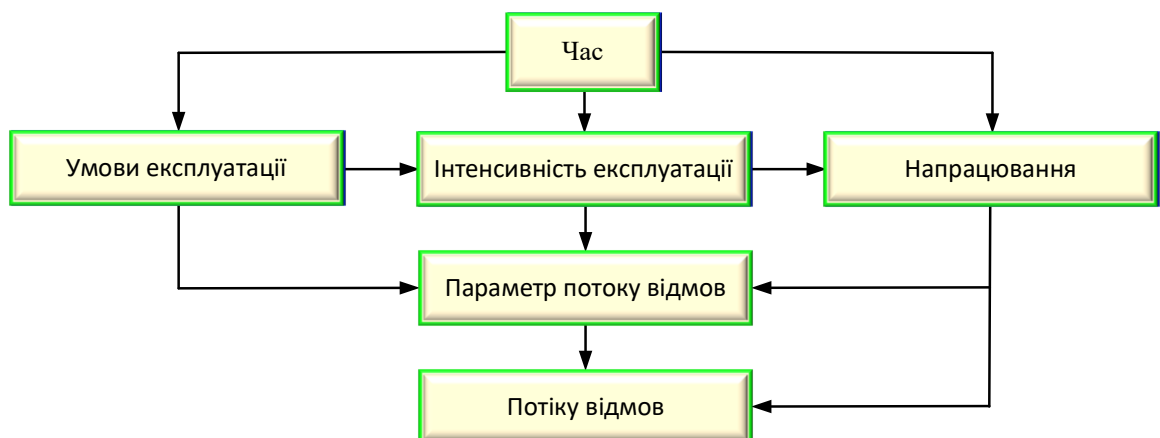 Час
Умови експлуатації
Інтенсивність експлуатації
Напрацювання
Параметр потоку відмов
Потіку відмов